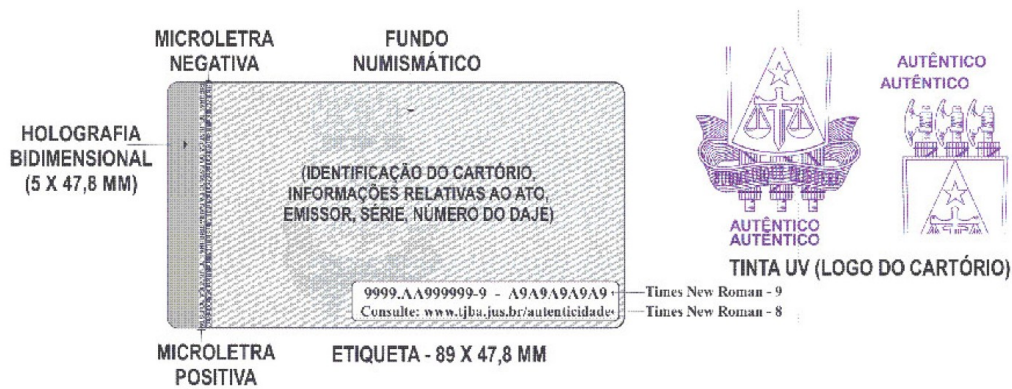 MICROLETRA
NEGATIVA
FUNDO
NUMISMÁTICO
HOLOGRAFIA
BIDIMENSIONAL
(5 X 47,8 MM)
(IDENTIFICAÇÃO DO CARTÓRIO,
INFORMAÇÕES RELATIVAS AO ATO,
EMISSOR, SÉRIE, NÚMERO DO DAJE)
9999.AA999999-9 - A9A9A9A9A9
Consulte: www.tjba.jus.br/autenticidade
Times New Roman - 9
Times New Roman - 8
MICROLETRA
POSITIVA
ETIQUETA - 89 X 47,8 MM
AUTÊNTICO
AUTÊNTICO
AUTÊNTICO
AUTÊNTICO
TINTA UV (LOGO DO CARTÓRIO)